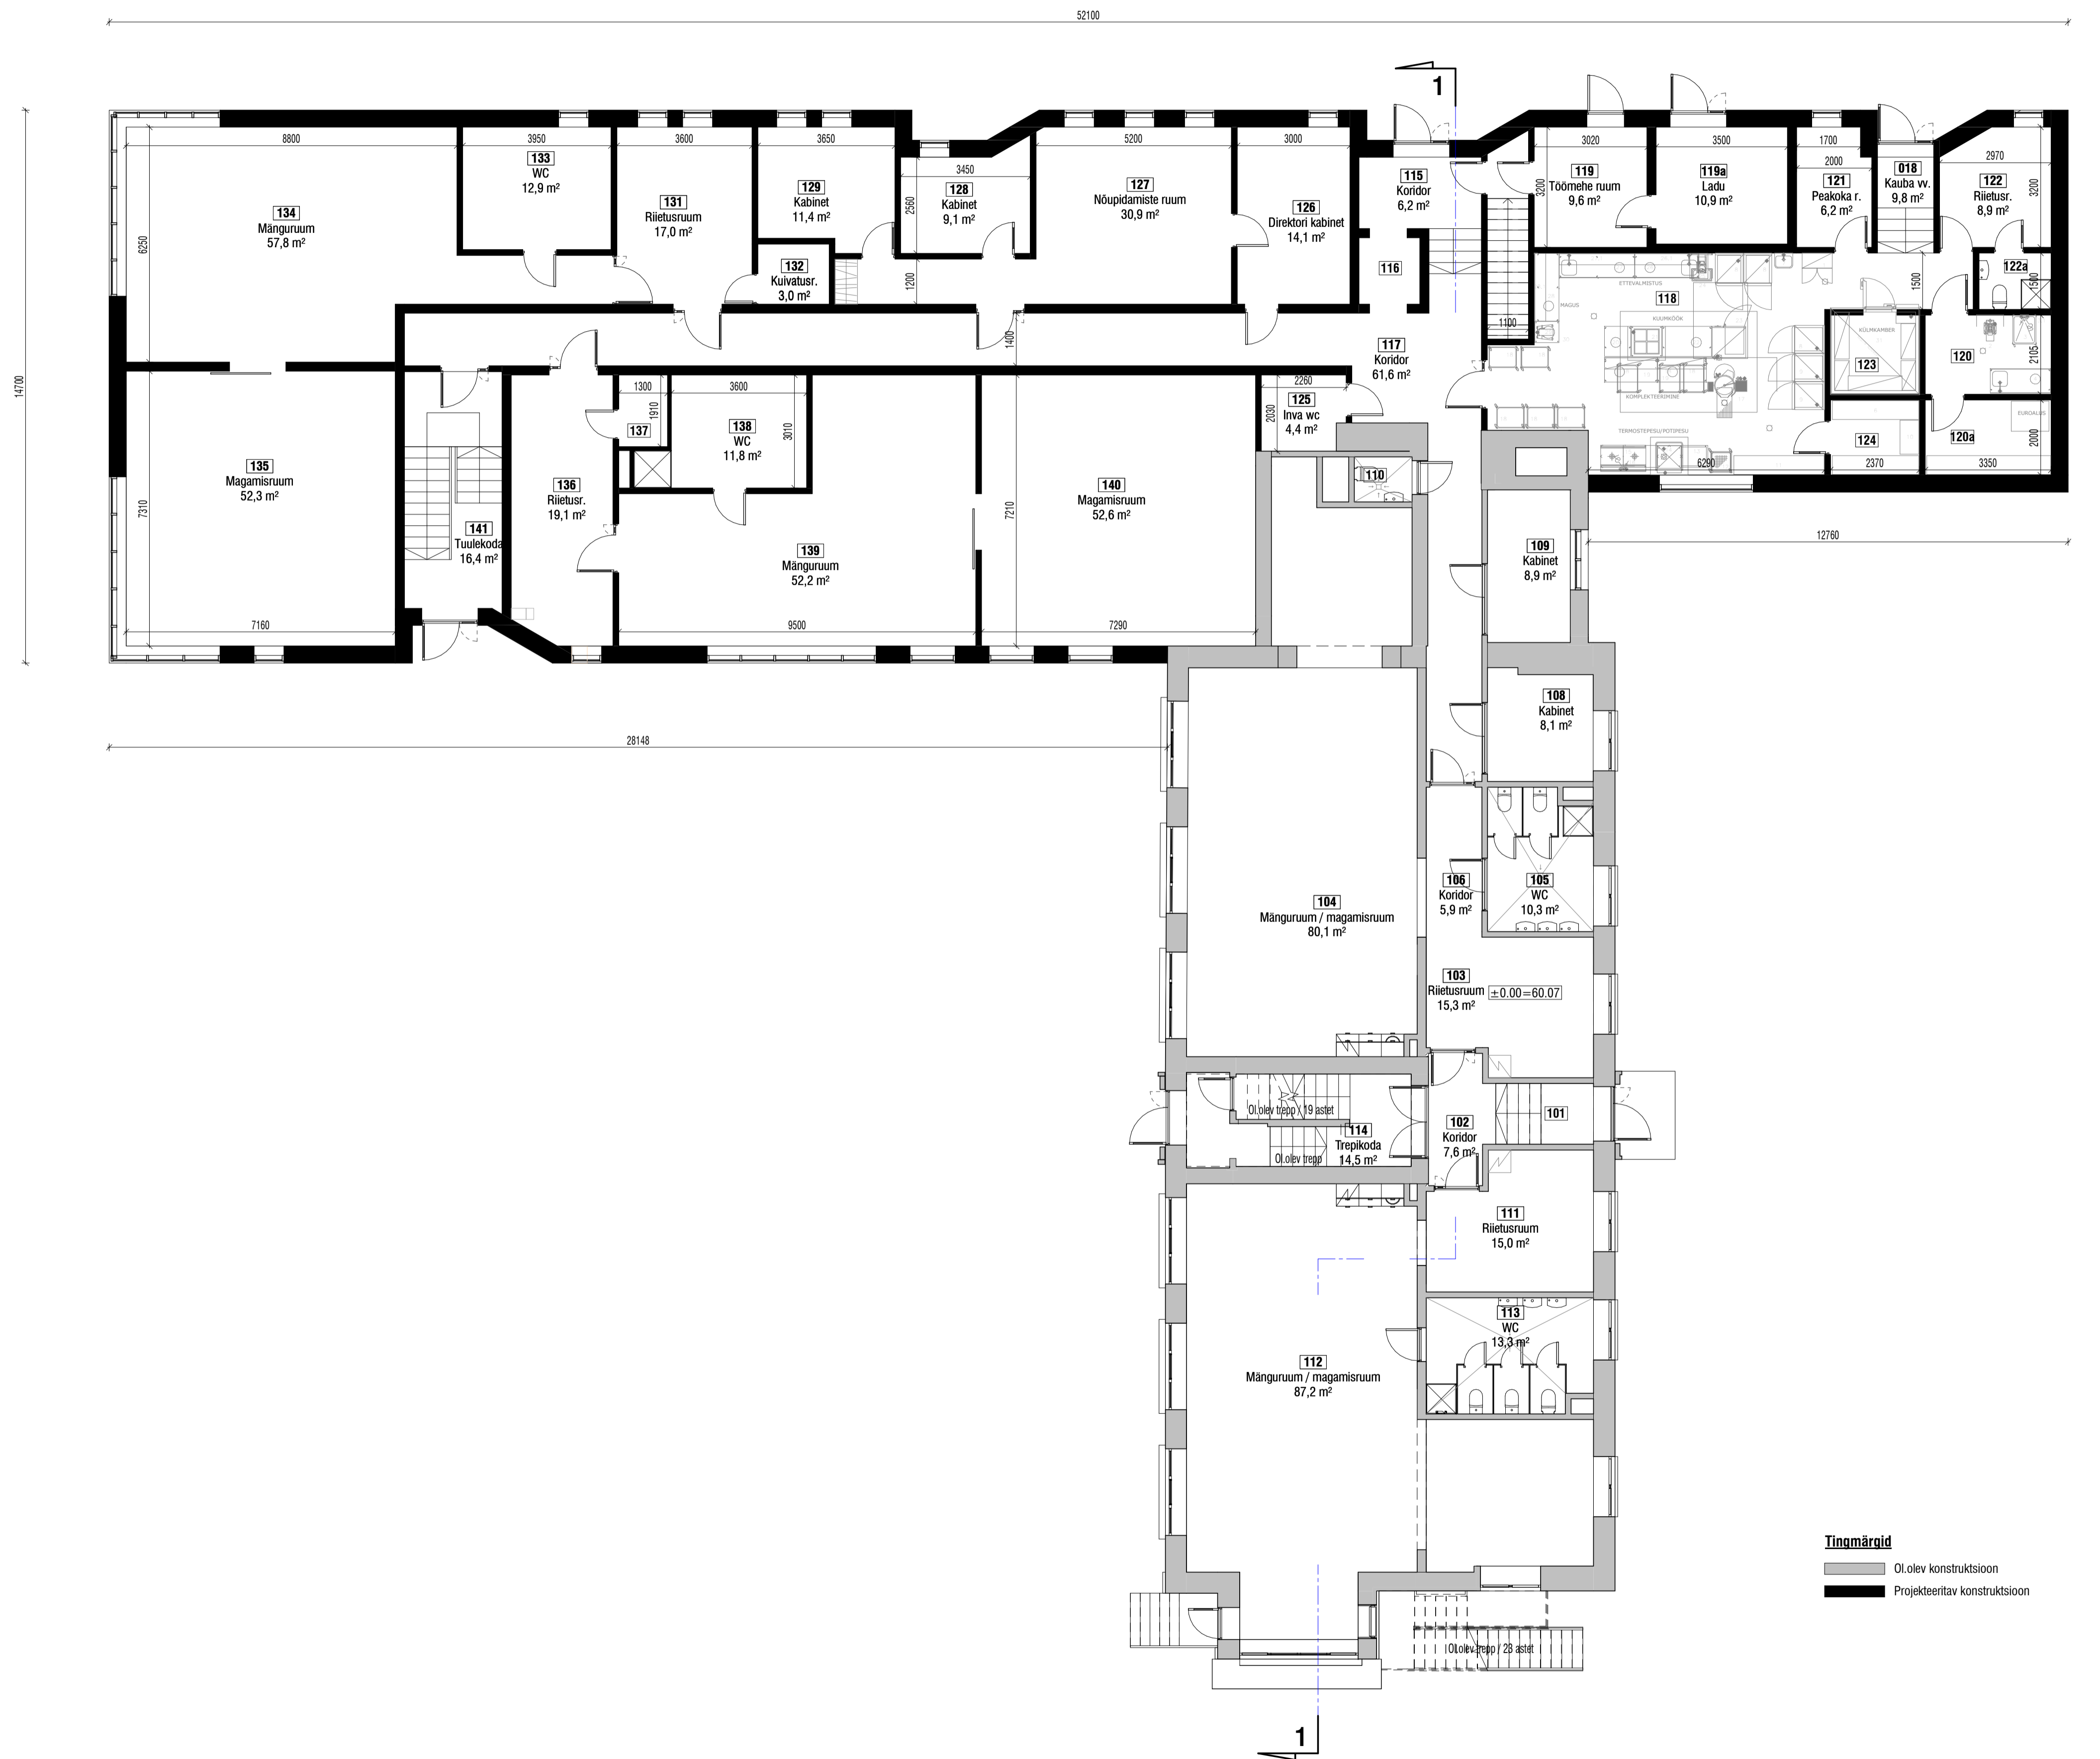 52100
1
8800
3950
3600
3650
3450
5200
3000
3020
3500
1700
2000
2970
3200
3200
14700
6250
134
Mänguruum
57,8 m²
133
WC
12,9 m²
131
Riietusruum
17,0 m²
129
Kabinet
11,4 m²
132
Kuivatusr.
3,0 m²
2560
128
Kabinet
9,1 m²
1200
127
Nõupidamiste ruum
30,9 m²
126
Direktori kabinet
14,1 m²
115
Koridor
6,2 m²
116
119
Töömehe ruum
9,6 m²
119a
Ladu
10,9 m²
121
Peakoka r.
6,2 m²
018
Kauba vv.
9,8 m²
122
Riietusr.
8,9 m²
122a
1500
1500
ETTEVALMISTUS
118
MAGUS
KUUMKÖÖK
KÜLMKAMBER
123
120
2105
1100
1400
117
Koridor
61,6 m²
KOMPLEKTEERIMINE
TERMOSTEPESU/POTIPESU
6290
124
2370
120a
EUROALUS
2000
3350
12760
2260
2030
125
Inva wc
4,4 m²
1300
1910
137
3600
3010
138
WC
11,8 m²
135
Magamisruum
52,3 m²
7310
7160
141
Tuulekoda
16,4 m²
136
Riietusr.
19,1 m²
139
Mänguruum
52,2 m²
9500
140
Magamisruum
52,6 m²
7210
7290
110
109
Kabinet
8,9 m²
108
Kabinet
8,1 m²
28148
106
Koridor
5,9 m²
105
WC
10,3 m²
104
Mänguruum / magamisruum
80,1 m²
103
Riietusruum
15,3 m²
±0.00=60.07
Ol.olev trepp / 19 astet
114
Trepikoda
14,5 m²
Ol.olev trepp
102
Koridor
7,6 m²
101
111
Riietusruum
15,0 m²
113
WC
13,3 m²
112
Mänguruum / magamisruum
87,2 m²
Ol.olev trepp / 23 astet
1
Tingmärgid
Ol.olev konstruktsioon
Projekteeritav konstruktsioon